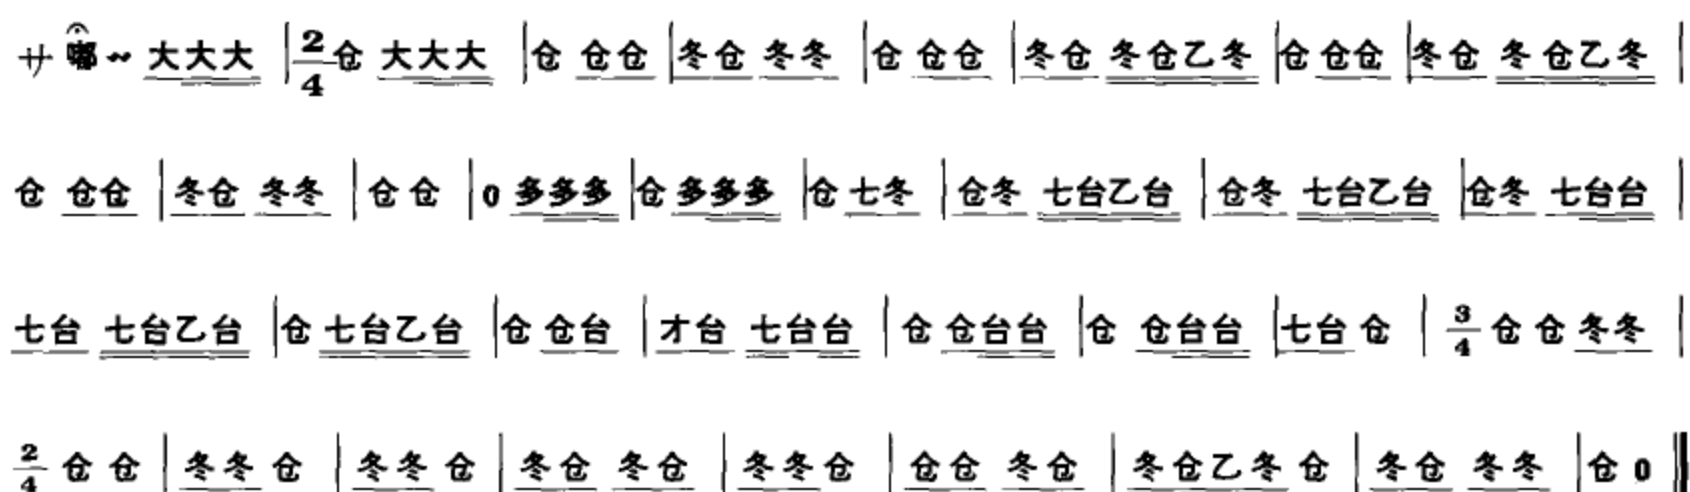 サ 嘟~ 大大大 | 2/4 仓 大大大 | 仓 仓仓 | 冬仓 冬冬 | 仓 仓仓 | 冬仓 冬仓乙冬 | 仓 仓仓 | 冬仓 冬仓乙冬 |
仓 仓仓 | 冬仓 冬冬 | 仓 仓 | 0 多多多 | 仓 多多多 | 仓 七冬 | 仓冬 七台乙台 | 仓冬 七台乙台 | 仓冬 七台台 |
七台 七台乙台 | 仓 七台乙台 | 仓 仓台 | 才台 七台台 | 仓 仓台台 | 仓 仓台台 | 七台 仓 | 3/4 仓 仓 冬冬 |
2/4 仓 仓 | 冬冬 仓 | 冬冬 仓 | 冬仓 冬仓 | 冬冬仓 | 仓仓 冬仓 | 冬仓乙冬 仓 | 冬仓 冬冬 | 仓 0